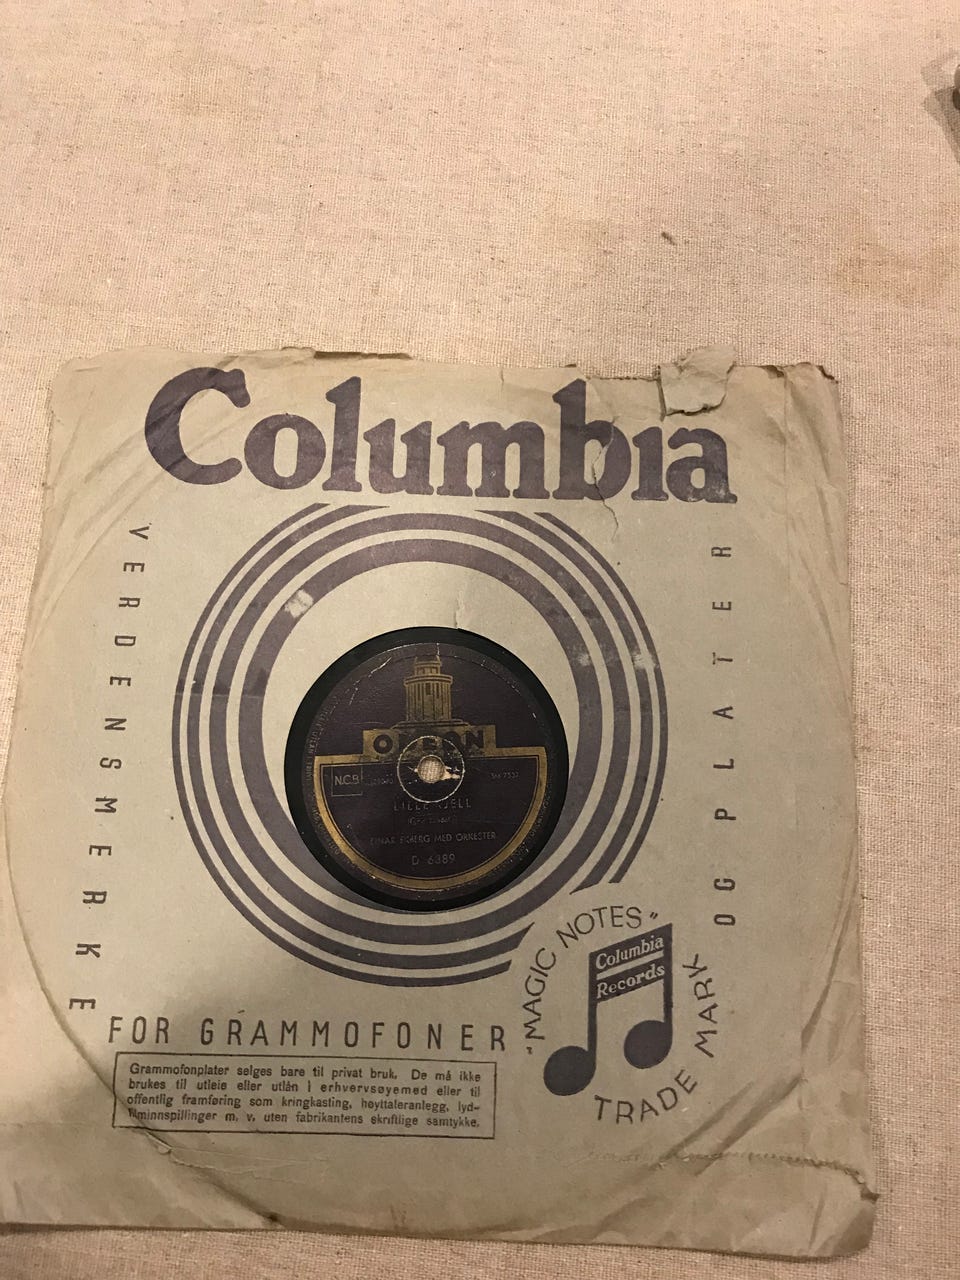 Columbia
VERDENSMERKE
FOR GRAMMOFONER
OG PLATER
ODEON
N.C.B
LILLE KJELL
EINAR EKBERG MED ORKESTER
D 6389
"MAGIC NOTES"
Columbia
Records
TRADE MARK
Grammofonplater selges bare til privat bruk. De må ikke
brukes til utleie eller utlån i erhvervsøyemed eller til
offentlig framføring som kringkasting, høyttaleranlegg, lyd-
filminnspillinger m. v. uten fabrikantens skriftlige samtykke.